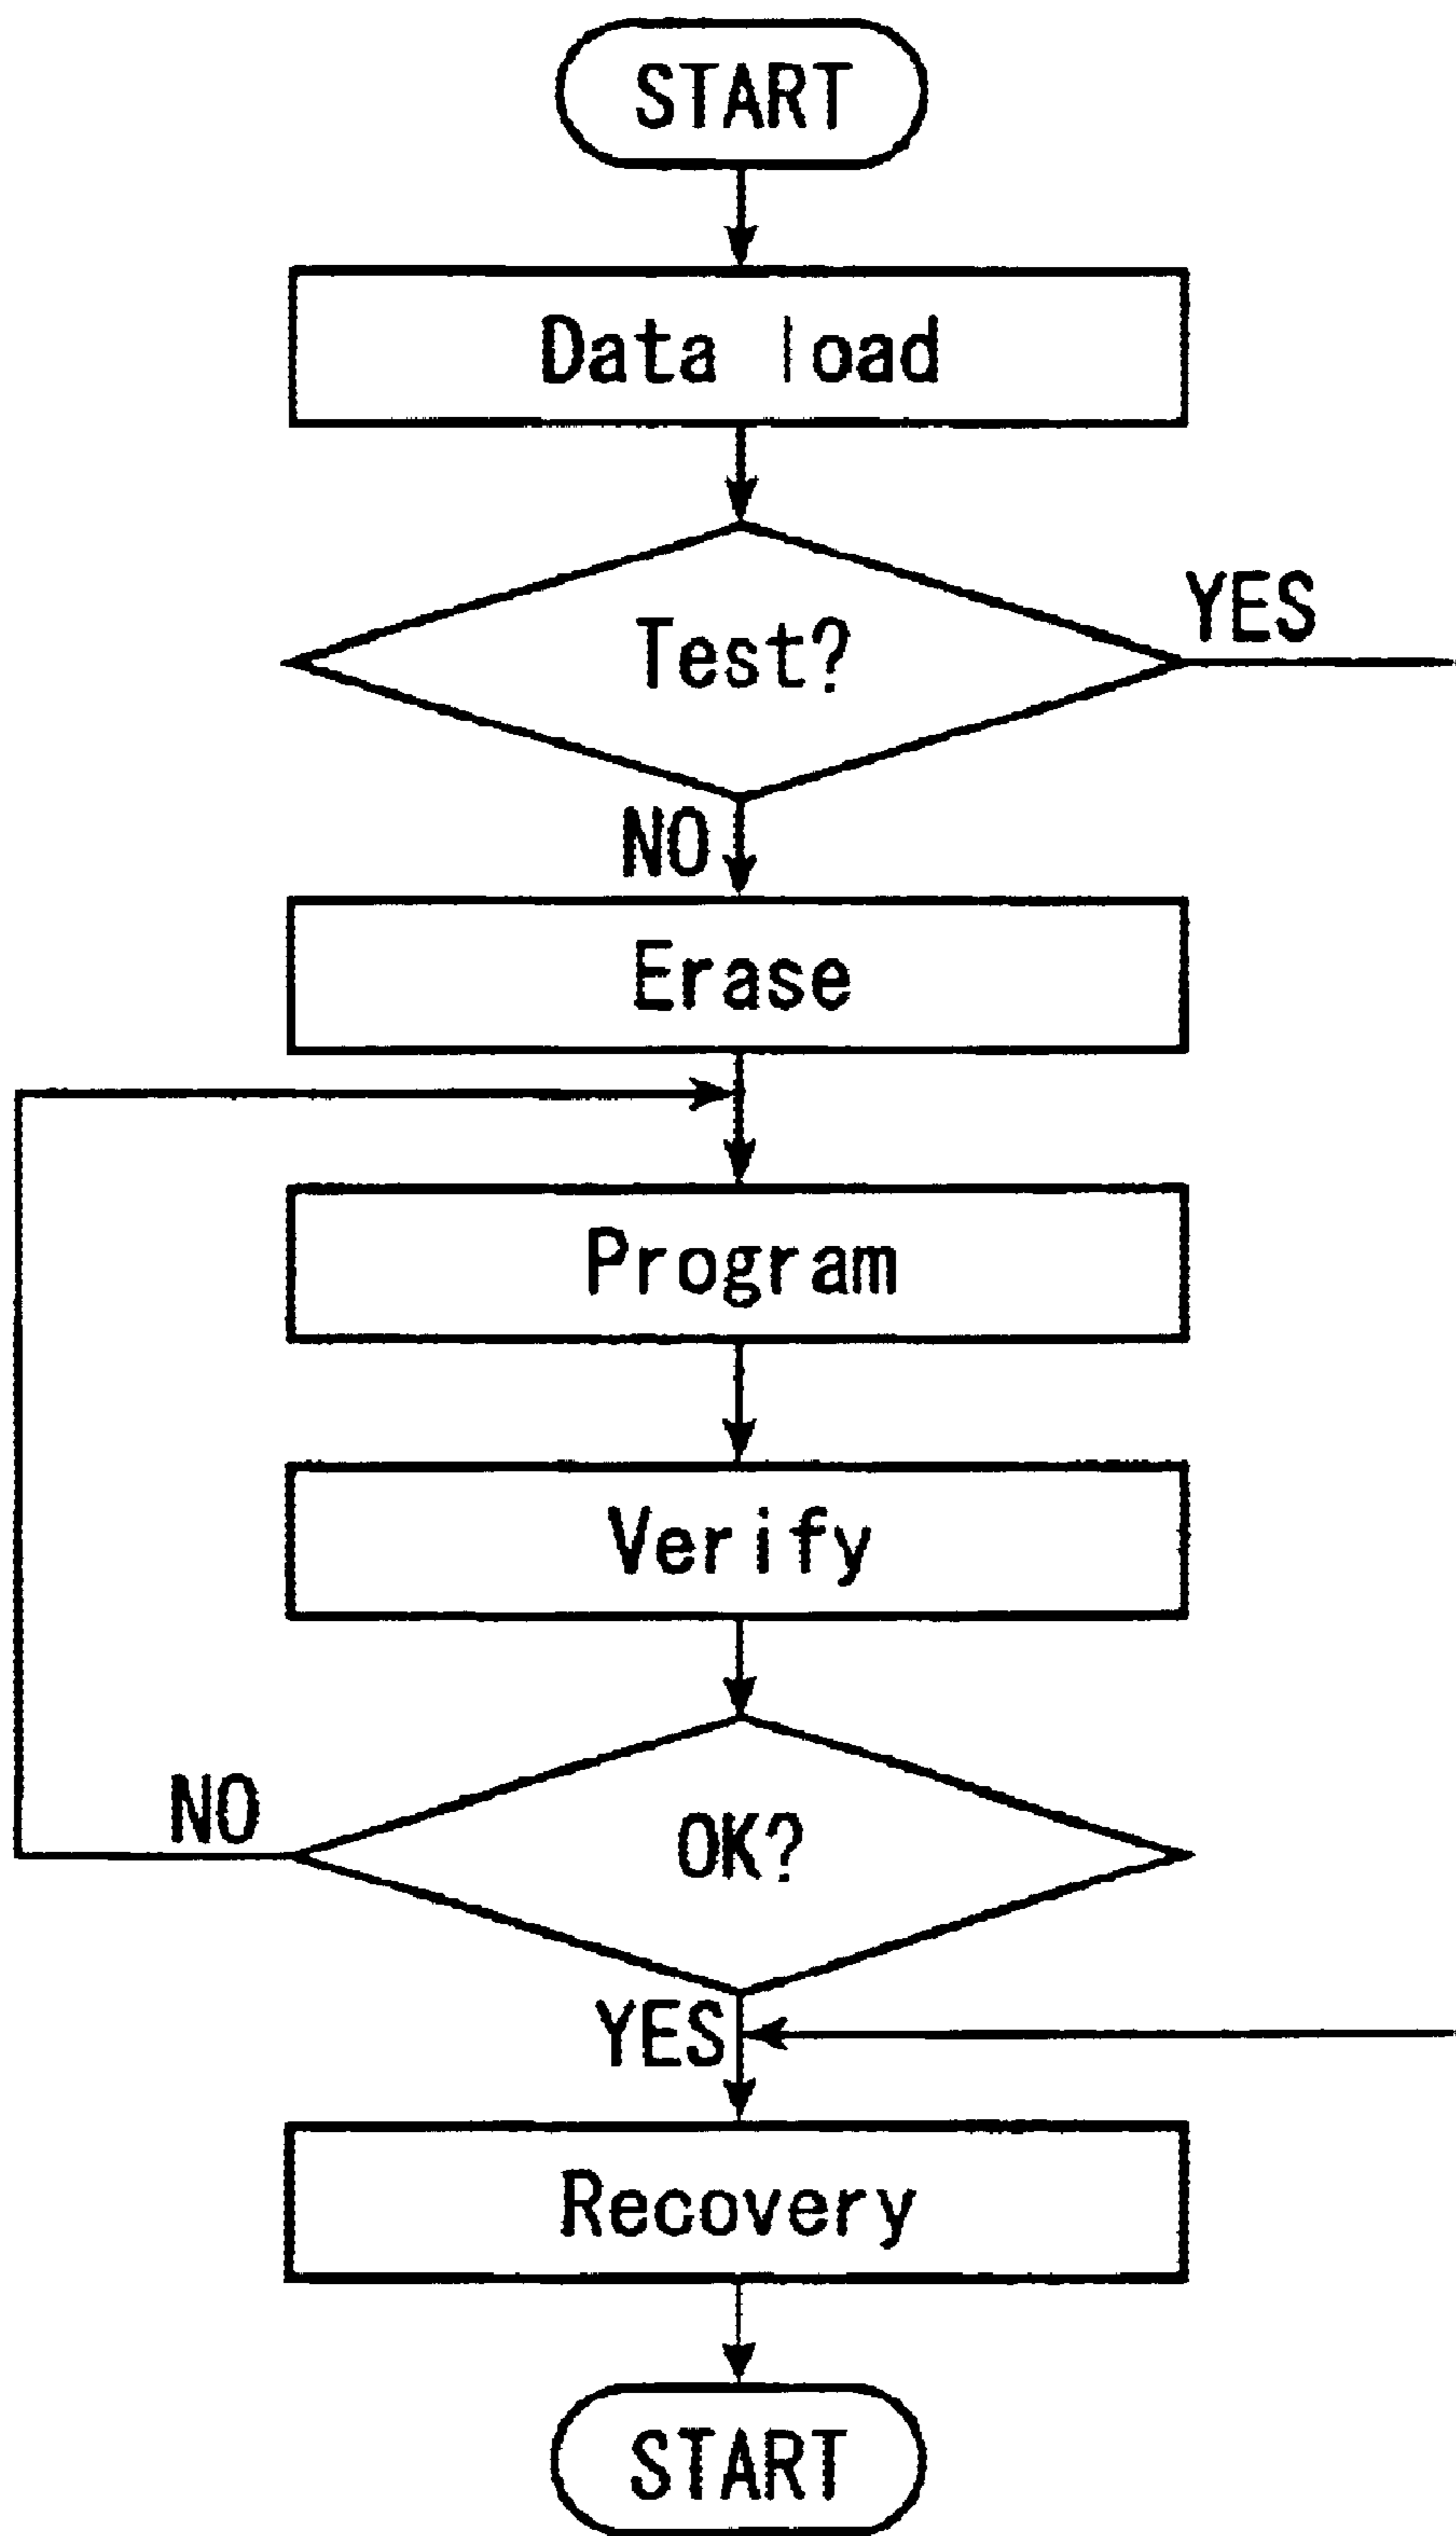 START
Data load
Test?
YES
NO
Erase
Program
Verify
NO
OK?
YES
Recovery
START